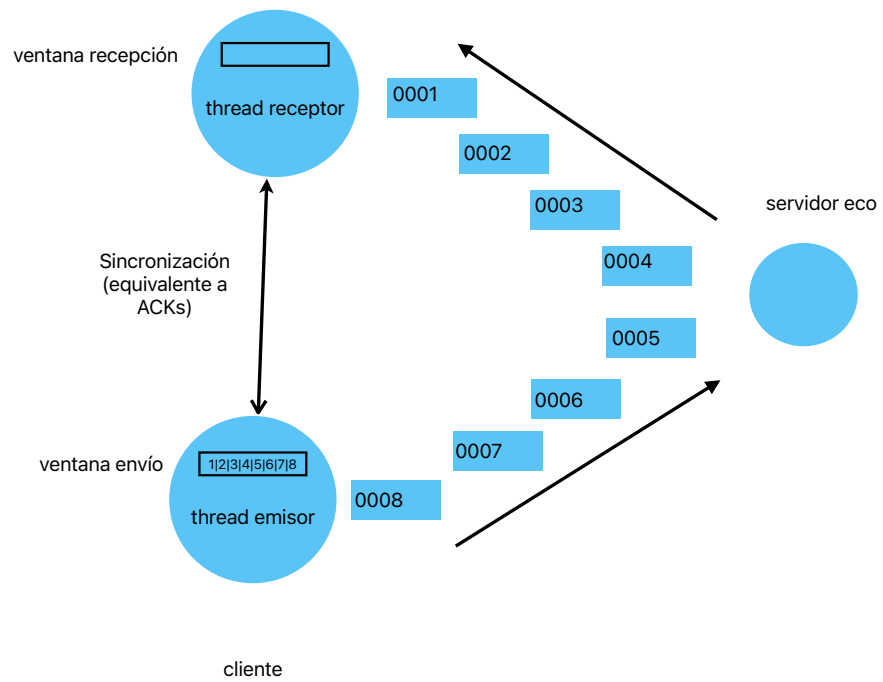 ventana recepción
thread receptor
0001
0002
0003
servidor eco
0004
Sincronización
(equivalente a
ACKs)
0005
0006
0007
ventana envío
1|2|3|4|5|6|7|8
0008
thread emisor
cliente